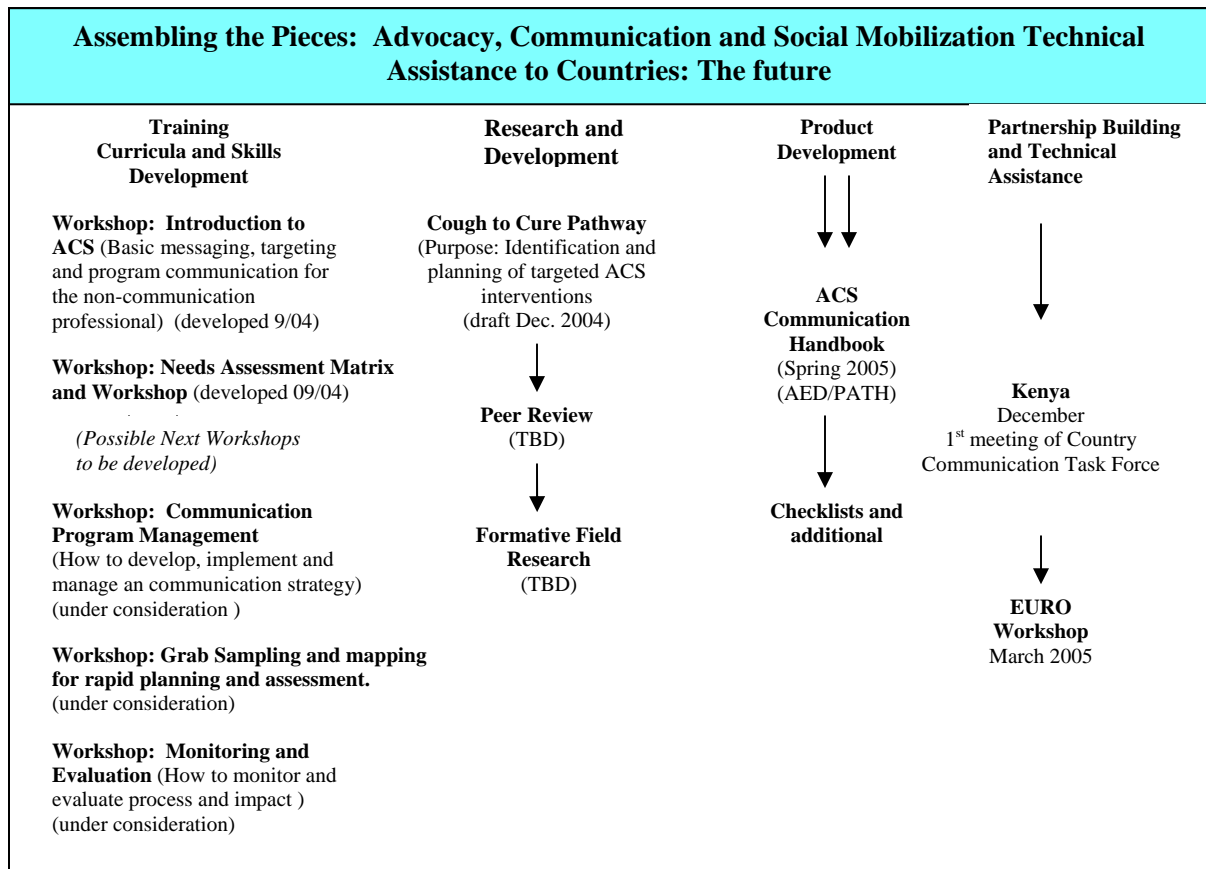 Assembling the Pieces: Advocacy, Communication and Social Mobilization Technical
Assistance to Countries: The future
Training
Curricula and Skills
Development
Workshop: Introduction to
ACS (Basic messaging, targeting
and program communication for
the non-communication
professional) (developed 9/04)
Workshop: Needs Assessment Matrix
and Workshop (developed 09/04)
(Possible Next Workshops
to be developed)
Workshop: Communication
Program Management
(How to develop, implement and
manage an communication strategy)
(under consideration )
Workshop: Grab Sampling and mapping
for rapid planning and assessment.
(under consideration)
Workshop: Monitoring and
Evaluation (How to monitor and
evaluate process and impact )
(under consideration)
Research and
Development
Cough to Cure Pathway
(Purpose: Identification and
planning of targeted ACS
interventions
(draft Dec. 2004)
Peer Review
(TBD)
Formative Field
Research
(TBD)
Product
Development
ACS
Communication
Handbook
(Spring 2005)
(AED/PATH)
Checklists and
additional
Partnership Building
and Technical
Assistance
Kenya
December
1st meeting of Country
Communication Task Force
EURO
Workshop
March 2005